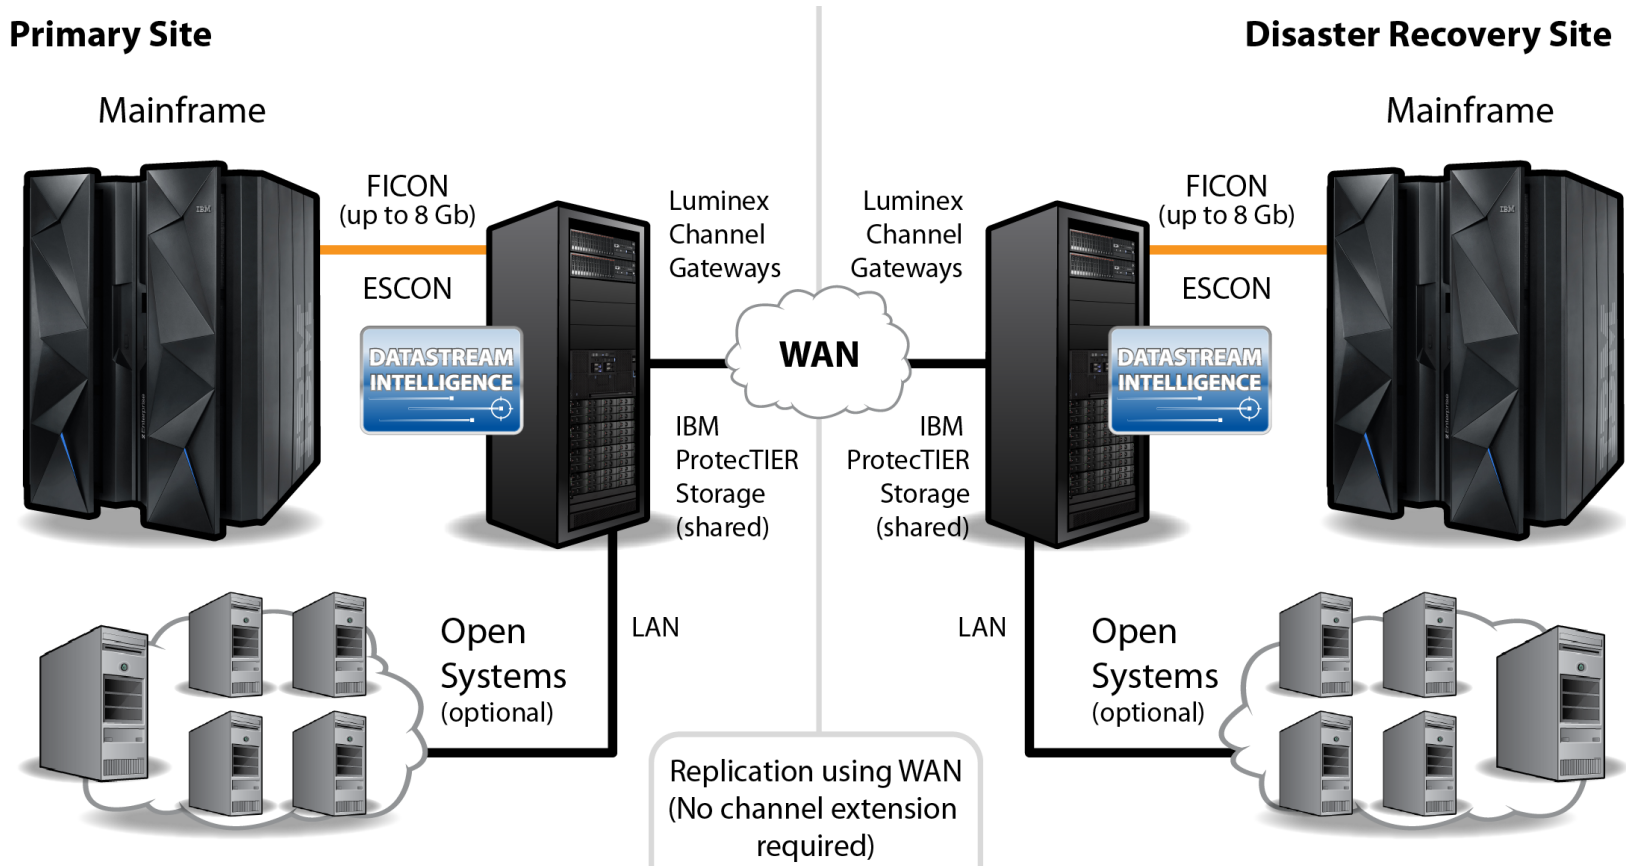 Primary Site
Disaster Recovery Site
Mainframe
Mainframe
IBM
FICON
(up to 8 Gb)
ESCON
DATASTREAM
INTELLIGENCE
Luminex
Channel
Gateways
Luminex
Channel
Gateways
FICON
(up to 8 Gb)
ESCON
DATASTREAM
INTELLIGENCE
IBM
WAN
IBM
ProtecTIER
Storage
(shared)
IBM
ProtecTIER
Storage
(shared)
Open
Systems
(optional)
LAN
LAN
Open
Systems
(optional)
Replication using WAN
(No channel extension
required)